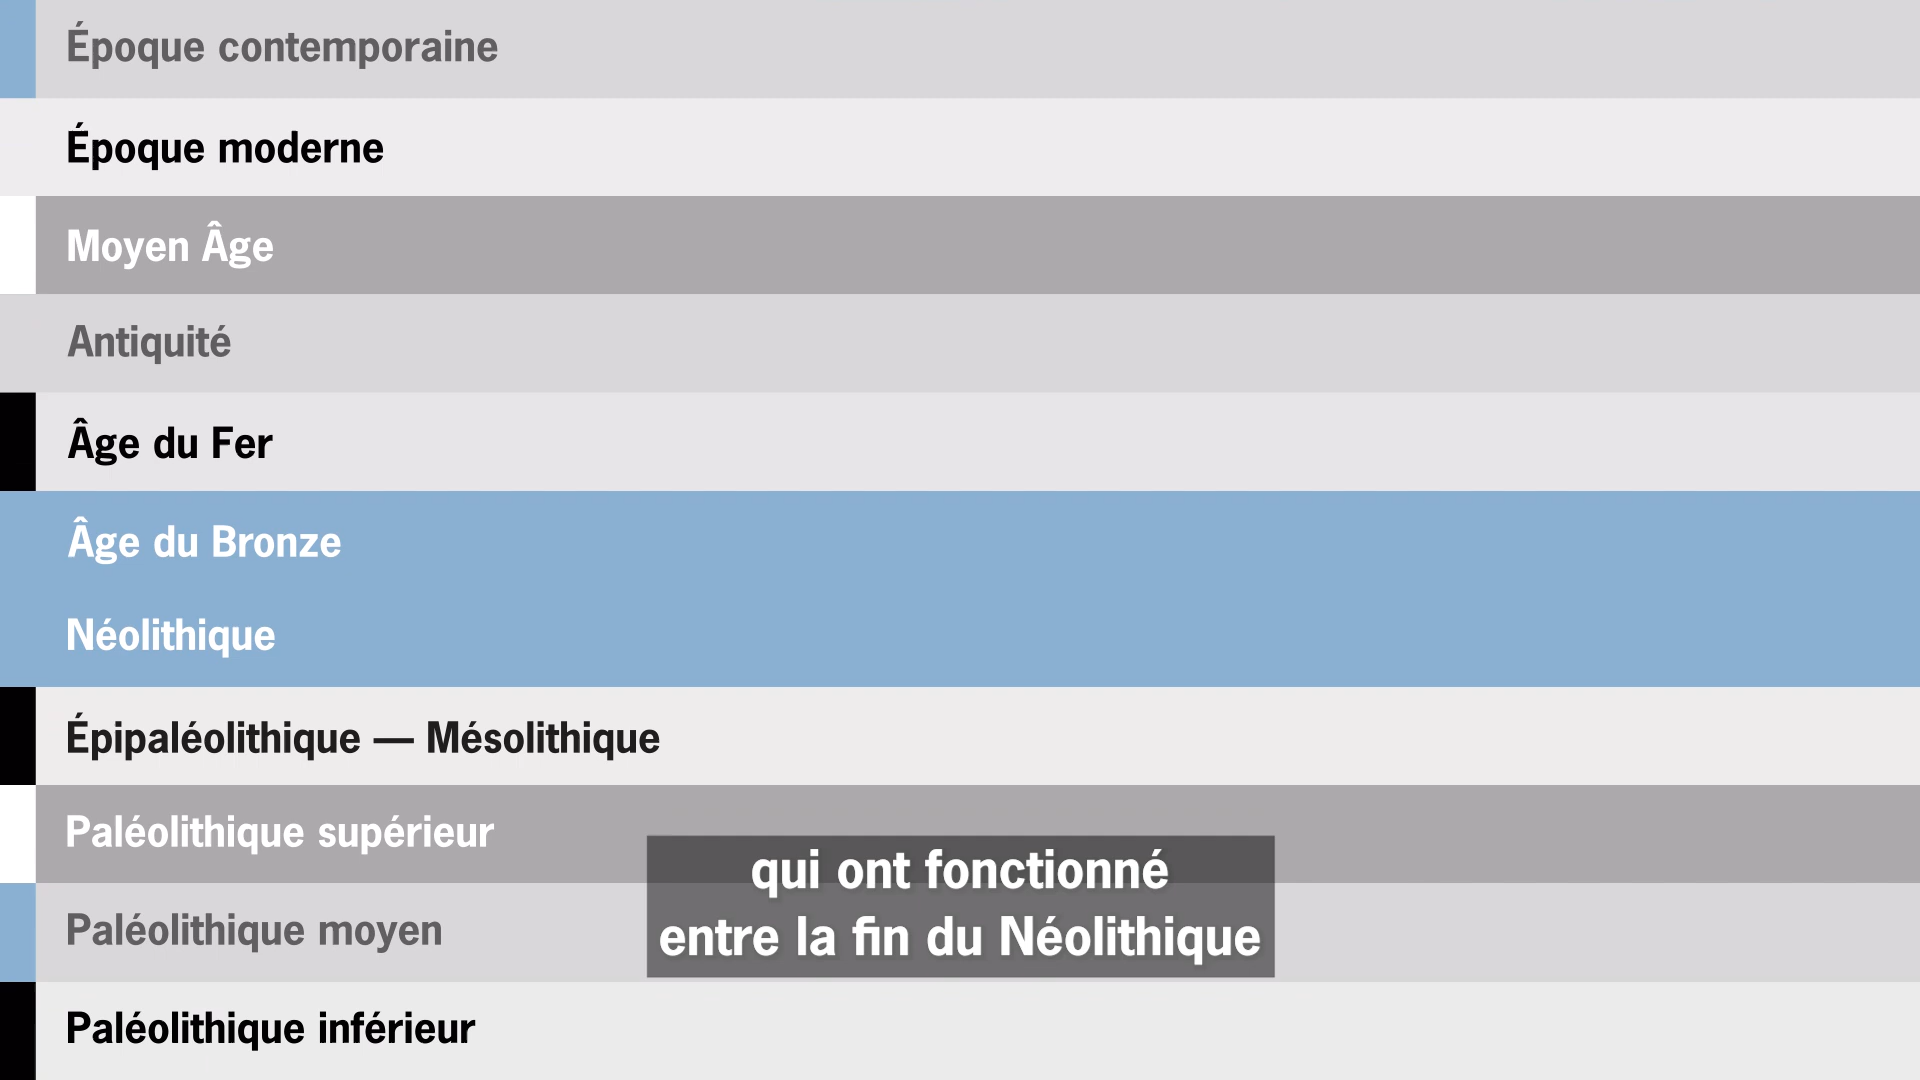 Époque contemporaine
Époque moderne
Moyen Âge
Antiquité
Âge du Fer
Âge du Bronze
Néolithique
Épipaléolithique — Mésolithique
Paléolithique supérieur
Paléolithique moyen
Paléolithique inférieur
qui ont fonctionné
entre la fin du Néolithique